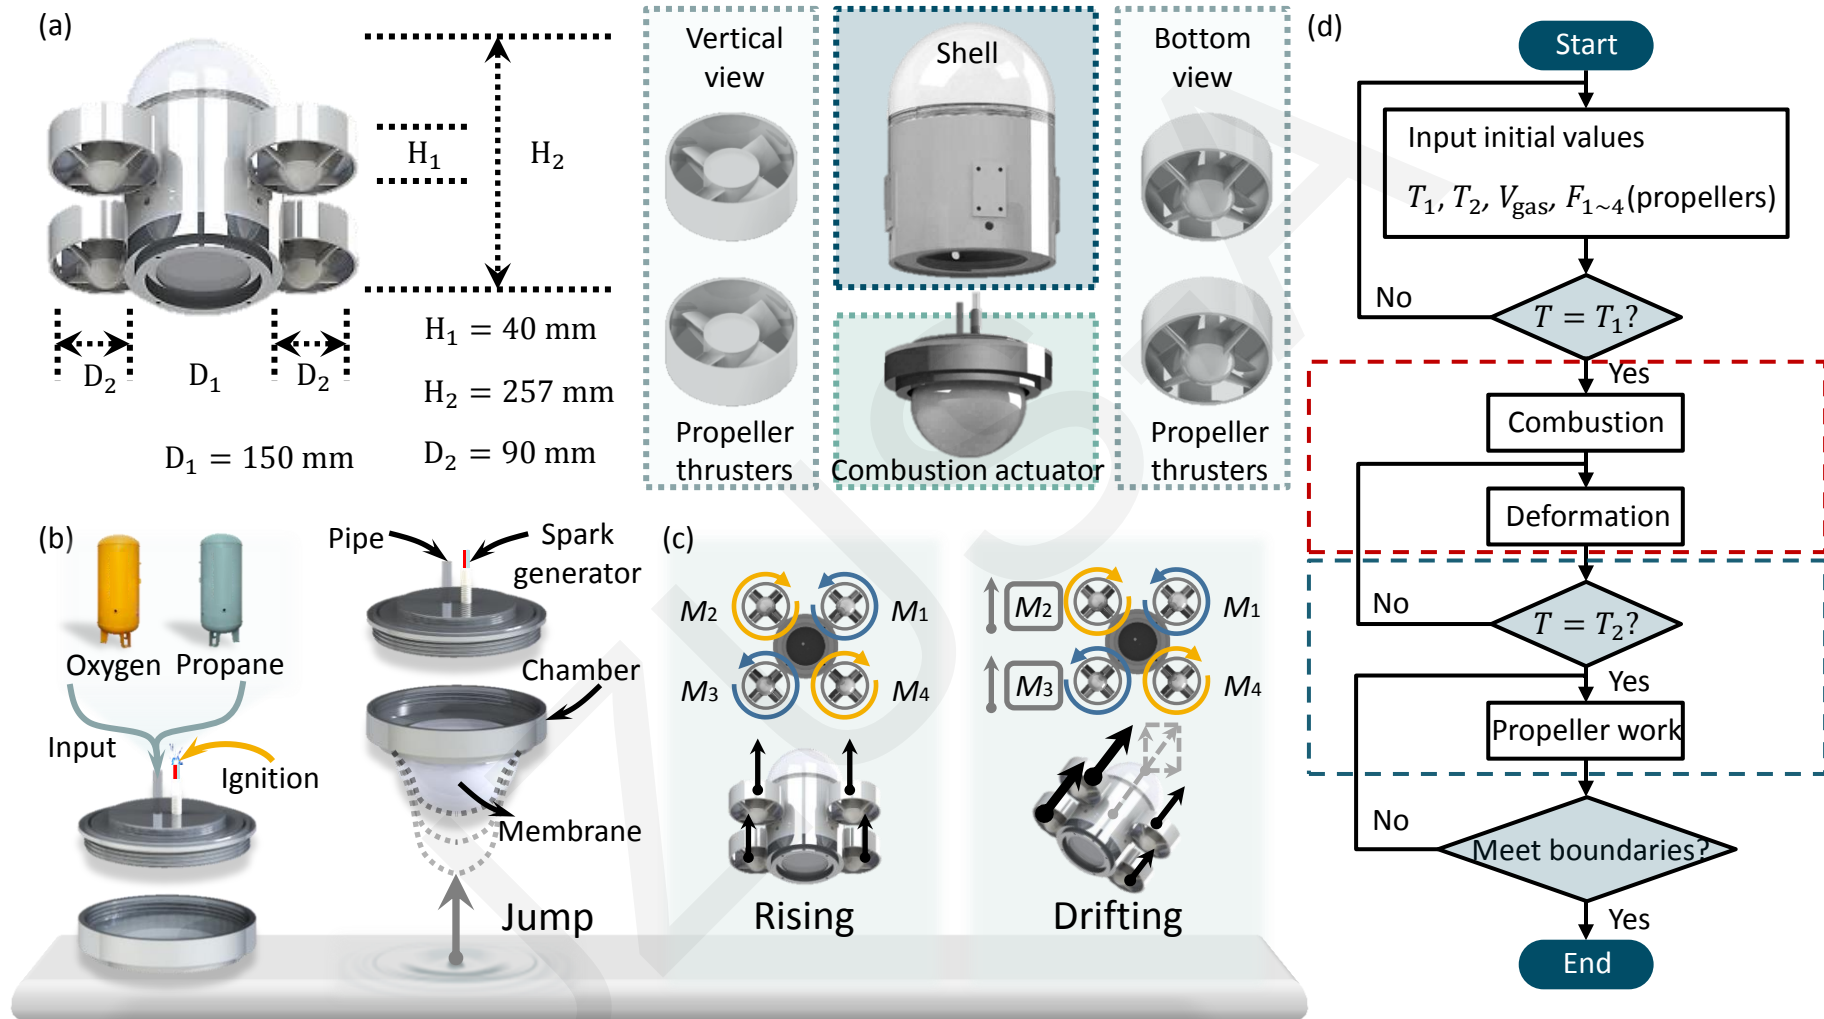 (a)
H₁
H₂
D₂
D₁
D₂
H₁ = 40 mm
H₂ = 257 mm
D₁ = 150 mm
D₂ = 90 mm
Vertical
view
Propeller
thrusters
Shell
Combustion actuator
Bottom
view
Propeller
thrusters
(b)
Oxygen
Propane
Input
Ignition
Pipe
Spark
generator
Chamber
Membrane
Jump
(c)
M₂
M₁
M₃
M₄
Rising
M₂
M₁
M₃
M₄
Drifting
(d)
Start
Input initial values
T₁, T₂, V_gas, F₁~₄(propellers)
No
T = T₁?
Yes
Combustion
Deformation
No
T = T₂?
Yes
Propeller work
No
Meet boundaries?
Yes
End
JZUS-A